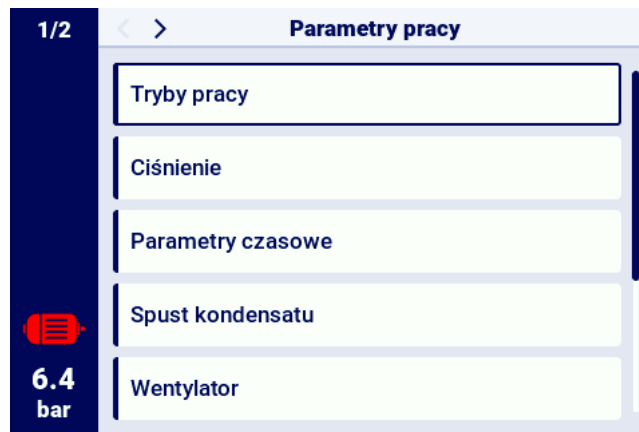 1/2
Parametry pracy
Tryby pracy
Ciśnienie
Parametry czasowe
Spust kondensatu
Wentylator
6.4
bar